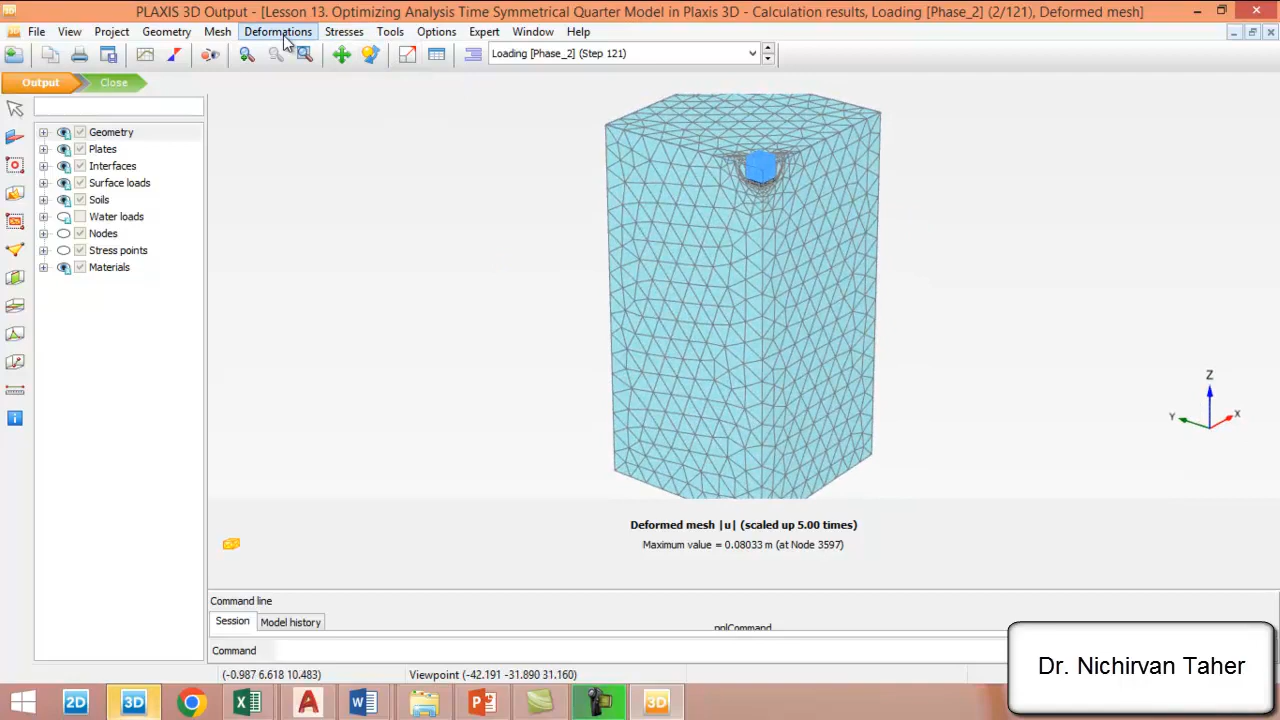 PLAXIS 3D Output - [Lesson 13. Optimizing Analysis Time Symmetrical Quarter Model in Plaxis 3D - Calculation results, Loading [Phase_2] (2/121), Deformed mesh]
File View Project Geometry Mesh Deformations Stresses Tools Options Expert Window Help
Loading [Phase_2] (Step 121)
Output Close
Geometry
Plates
Interfaces
Surface loads
Soils
Water loads
Nodes
Stress points
Materials
Z
Y X
Deformed mesh |u| (scaled up 5.00 times)
Maximum value = 0.08033 m (at Node 3597)
Command line
Session Model history
Command
(-0.987 6.618 10.483) Viewpoint (-42.191 -31.890 31.160)
Dr. Nichirvan Taher
2D 3D 3D